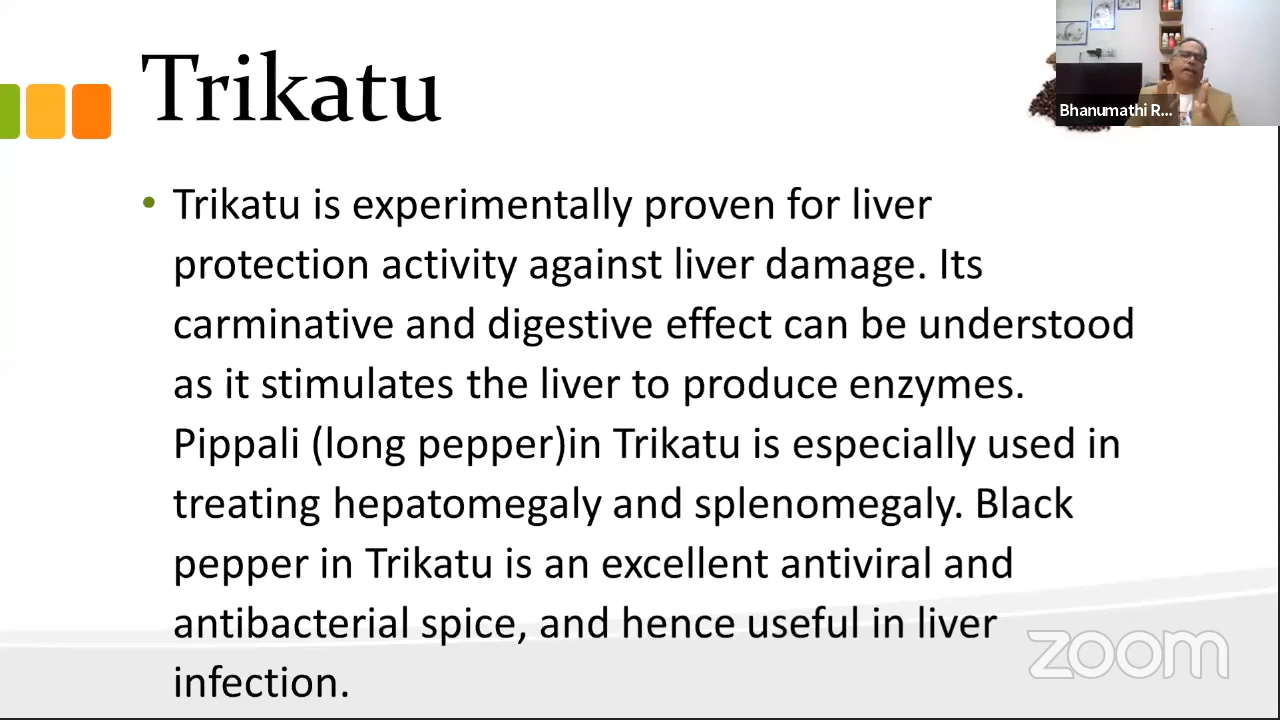 Trikatu
Bhanumathi R...
• Trikatu is experimentally proven for liver
protection activity against liver damage. Its
carminative and digestive effect can be understood
as it stimulates the liver to produce enzymes.
Pippali (long pepper)in Trikatu is especially used in
treating hepatomegaly and splenomegaly. Black
pepper in Trikatu is an excellent antiviral and
antibacterial spice, and hence useful in liver
infection.
zoom